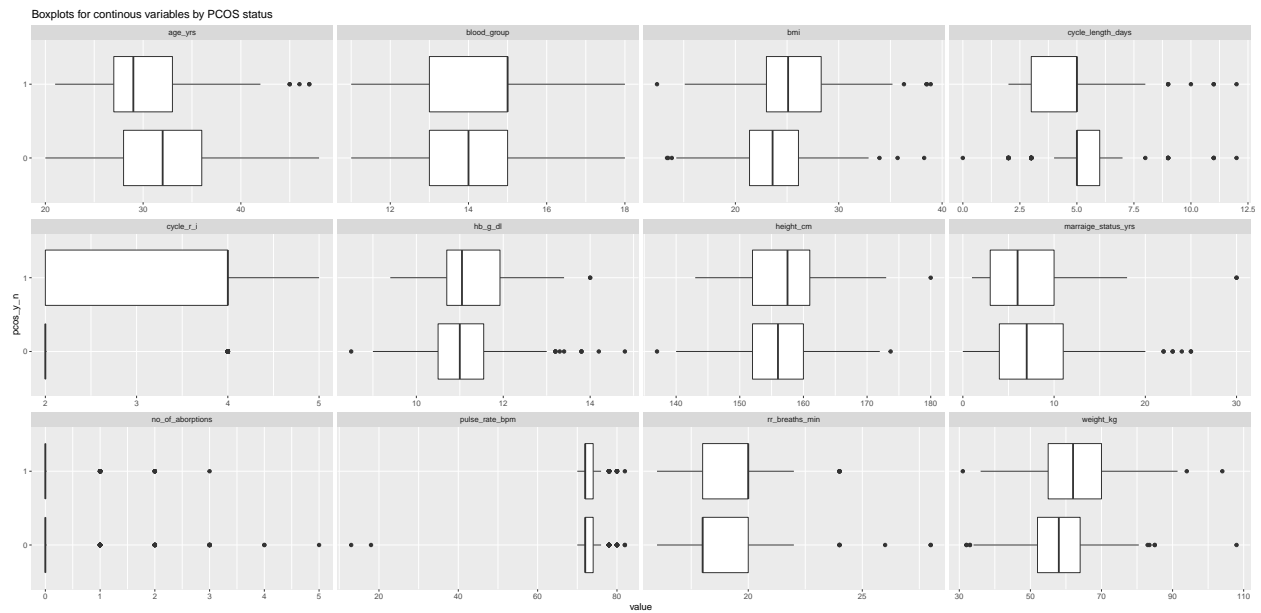 Boxplots for continous variables by PCOS status
age_yrs blood_group bmi cycle_length_days
1
0
20 30 40 12 14 16 18 20 30 40 0.0 2.5 5.0 7.5 10.0 12.5
cycle_r_i hb_g_dl height_cm marraige_status_yrs
1
0
2 3 4 5 10 12 14 140 150 160 170 180 0 10 20 30
pcos_y_n
no_of_aborptions pulse_rate_bpm rr_breaths_min weight_kg
1
0
0 1 2 3 4 5 20 40 60 80 20 25 30 50 70 90 110
value